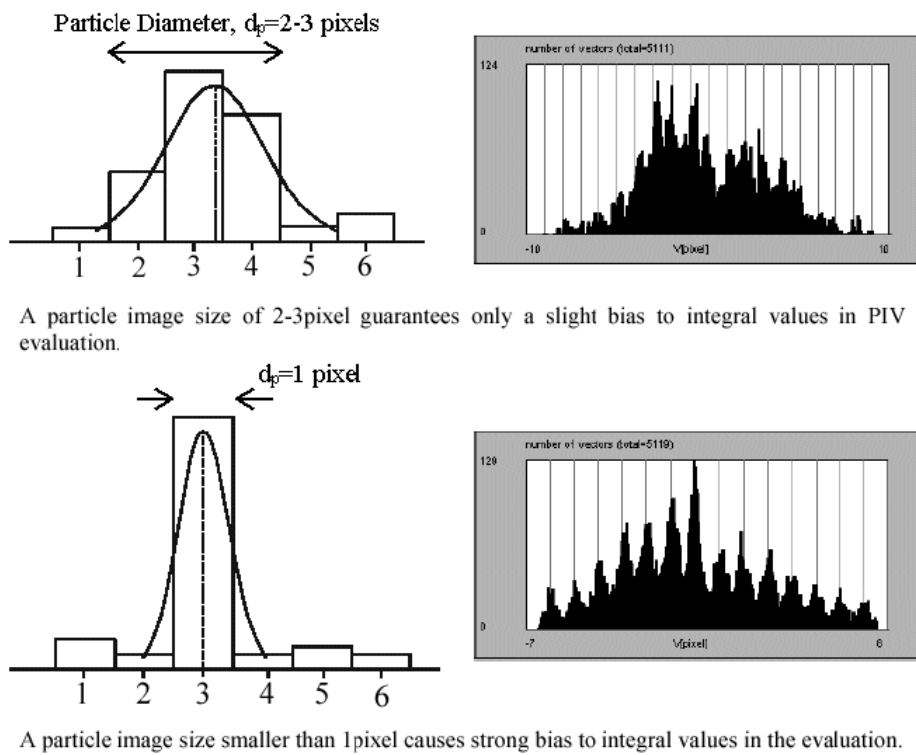 Particle Diameter, dp=2-3 pixels
1 2 3 4 5 6
number of vectors (total=5111)
124
0
-10 V[pixel] 10
A particle image size of 2-3pixel guarantees only a slight bias to integral values in PIV
evaluation.
dp=1 pixel
1 2 3 4 5 6
number of vectors (total=5119)
129
0
-7 V[pixel] 6
A particle image size smaller than 1pixel causes strong bias to integral values in the evaluation.